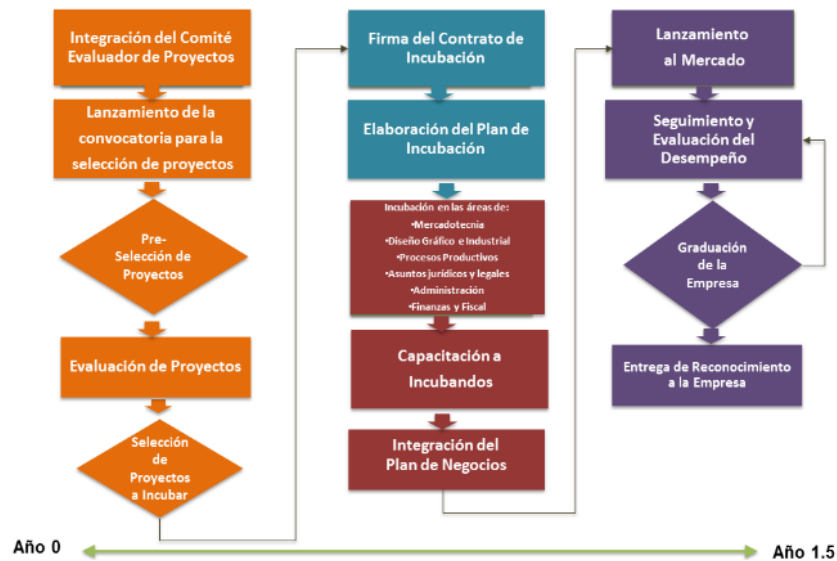 Integración del Comité
Evaluador de Proyectos
Lanzamiento de la
convocatoria para la
selección de proyectos
Pre-
Selección de
Proyectos
Evaluación de Proyectos
Selección
de
Proyectos
a Incubar
Firma del Contrato de
Incubación
Elaboración del Plan de
Incubación
Incubación en las áreas de:
•Mercadotecnia
•Diseño Gráfico e Industrial
•Procesos Productivos
•Asuntos jurídicos y legales
•Administración
•Finanzas y Fiscal
Capacitación a
Incubandos
Integración del
Plan de Negocios
Lanzamiento
al Mercado
Seguimiento y
Evaluación del
Desempeño
Graduación
de la
Empresa
Entrega de Reconocimiento
a la Empresa
Año 0
Año 1.5